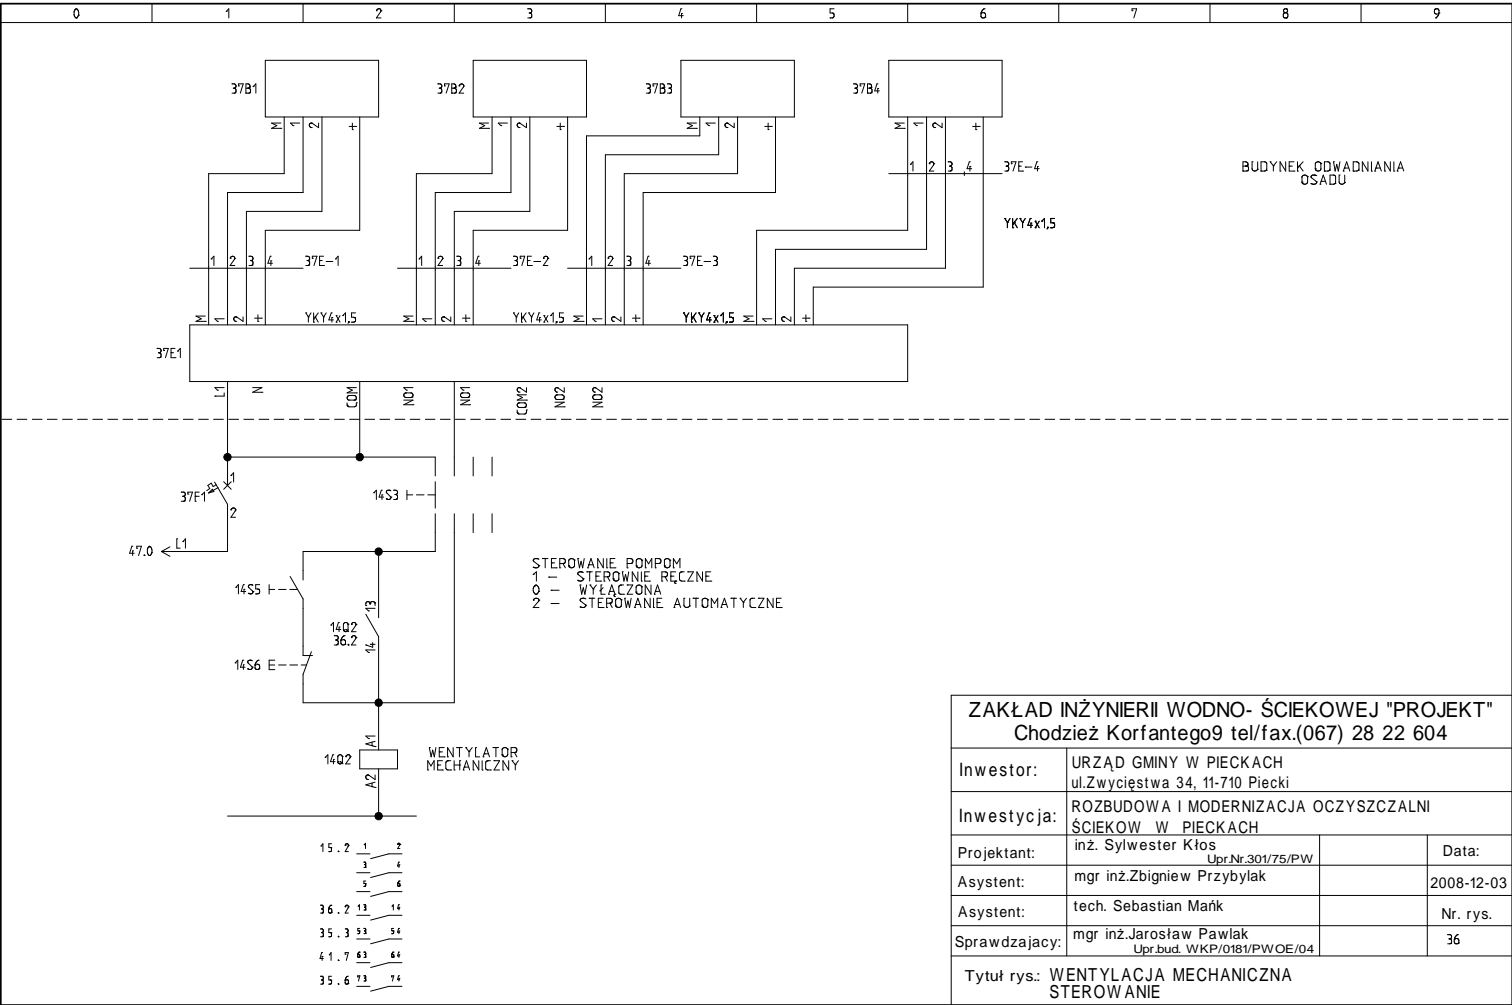 0 1 2 3 4 5 6 7 8 9
37B1 37B2 37B3 37B4
M 1 2 + M 1 2 + M 1 2 + M 1 2 +
1 2 3 4 37E-4
BUDYNEK ODWADNIANIA
OSADU
YKY4x1,5
1 2 3 4 37E-1 1 2 3 4 37E-2 1 2 3 4 37E-3
M 1 2 + YKY4x1,5 M 1 2 + YKY4x1,5 M 1 2 + YKY4x1,5 M 1 2 +
37E1
L1 N COM NO1 NO1 COM2 NO2 NO2
37F1 1
2
14S3
47.0 L1
STEROWANIE POMPOM
1 - STEROWNIE RĘCZNE
0 - WYŁĄCZONA
2 - STEROWANIE AUTOMATYCZNE
14S5
13
14Q2
36.2
14
14S6
A1
14Q2
A2
WENTYLATOR
MECHANICZNY
15.2 1 2
3 4
5 6
36.2 13 14
35.3 53 54
41.7 63 64
35.6 73 74
ZAKŁAD INŻYNIERII WODNO- ŚCIEKOWEJ "PROJEKT"
Chodzież Korfantego9 tel/fax.(067) 28 22 604
Inwestor: URZĄD GMINY W PIECKACH
ul.Zwycięstwa 34, 11-710 Piecki
Inwestycja: ROZBUDOWA I MODERNIZACJA OCZYSZCZALNI
ŚCIEKOW W PIECKACH
Projektant: inż. Sylwester Kłos
Upr.Nr.301/75/PW
Data:
Asystent: mgr inż.Zbigniew Przybylak 2008-12-03
Asystent: tech. Sebastian Mańk Nr. rys.
Sprawdzajacy: mgr inż.Jarosław Pawlak
Upr.bud. WKP/0181/PWOE/04
36
Tytuł rys.: WENTYLACJA MECHANICZNA
STEROWANIE